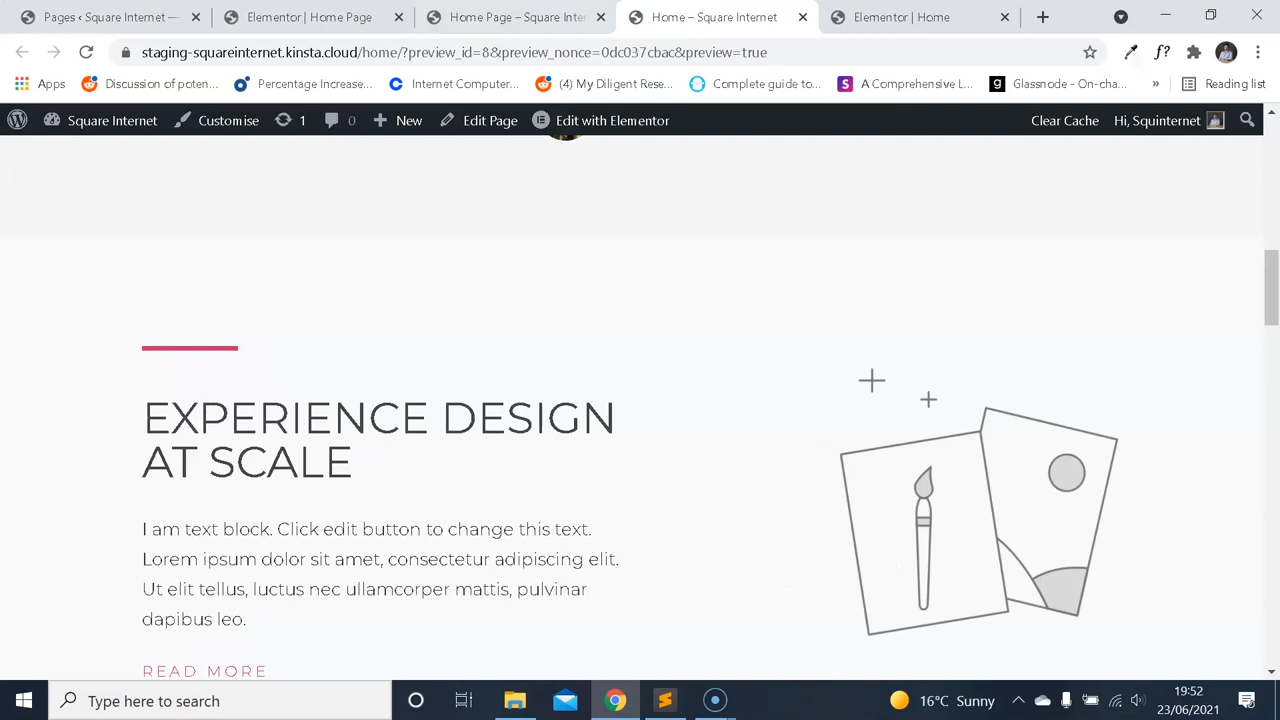 Pages ‹ Square Internet —
Elementor | Home Page
Home Page – Square Inte
Home – Square Internet
Elementor | Home
staging-squareinternet.kinsta.cloud/home/?preview_id=8&preview_nonce=0dc037cbac&preview=true
f?
Apps
Discussion of poten...
Percentage Increase...
Internet Computer...
(4) My Diligent Rese...
Complete guide to...
S
A Comprehensive L...
g
Glassnode - On-cha...
»
Reading list
Square Internet
Customise
1
0
New
Edit Page
Edit with Elementor
Clear Cache
Hi, Squinternet
EXPERIENCE DESIGN
AT SCALE
I am text block. Click edit button to change this text.
Lorem ipsum dolor sit amet, consectetur adipiscing elit.
Ut elit tellus, luctus nec ullamcorper mattis, pulvinar
dapibus leo.
READ MORE
Type here to search
16°C Sunny
19:52
23/06/2021